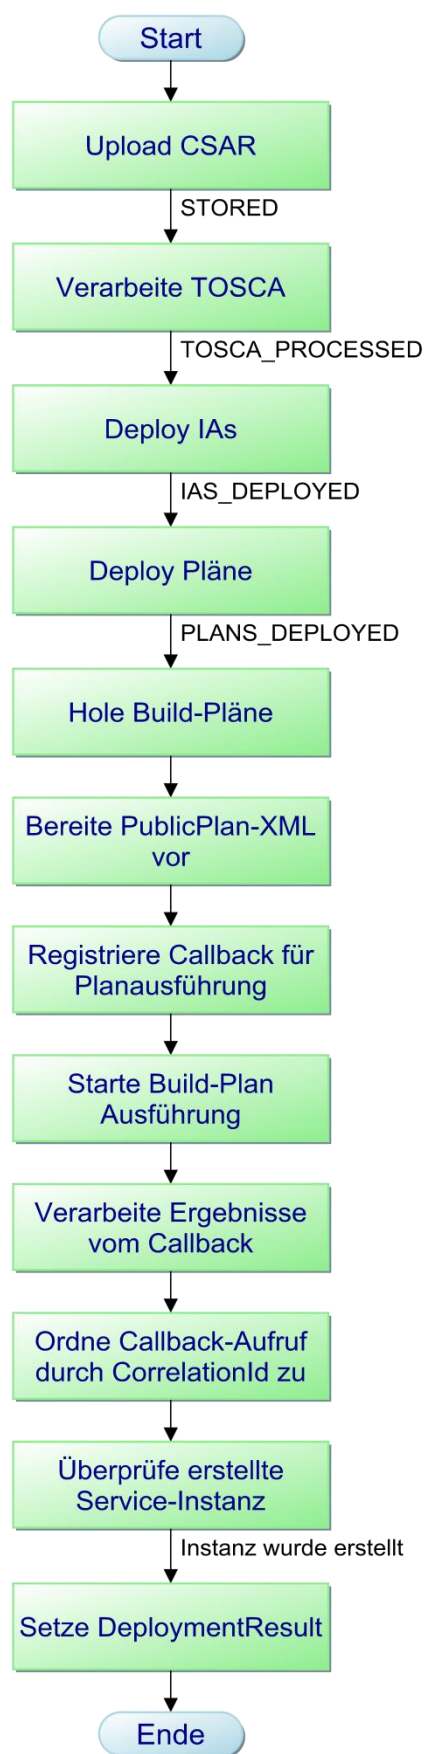 Start
Upload CSAR
STORED
Verarbeite TOSCA
TOSCA_PROCESSED
Deploy IAs
IAS_DEPLOYED
Deploy Pläne
PLANS_DEPLOYED
Hole Build-Pläne
Bereite PublicPlan-XML
vor
Registriere Callback für
Planausführung
Starte Build-Plan
Ausführung
Verarbeite Ergebnisse
vom Callback
Ordne Callback-Aufruf
durch CorrelationId zu
Überprüfe erstellte
Service-Instanz
Instanz wurde erstellt
Setze DeploymentResult
Ende